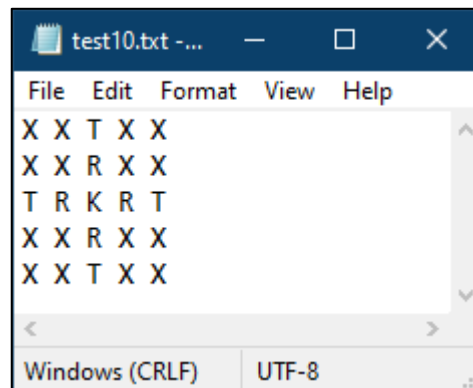 test10.txt -...
File Edit Format View Help
X X T X X
X X R X X
T R K R T
X X R X X
X X T X X
Windows (CRLF) UTF-8